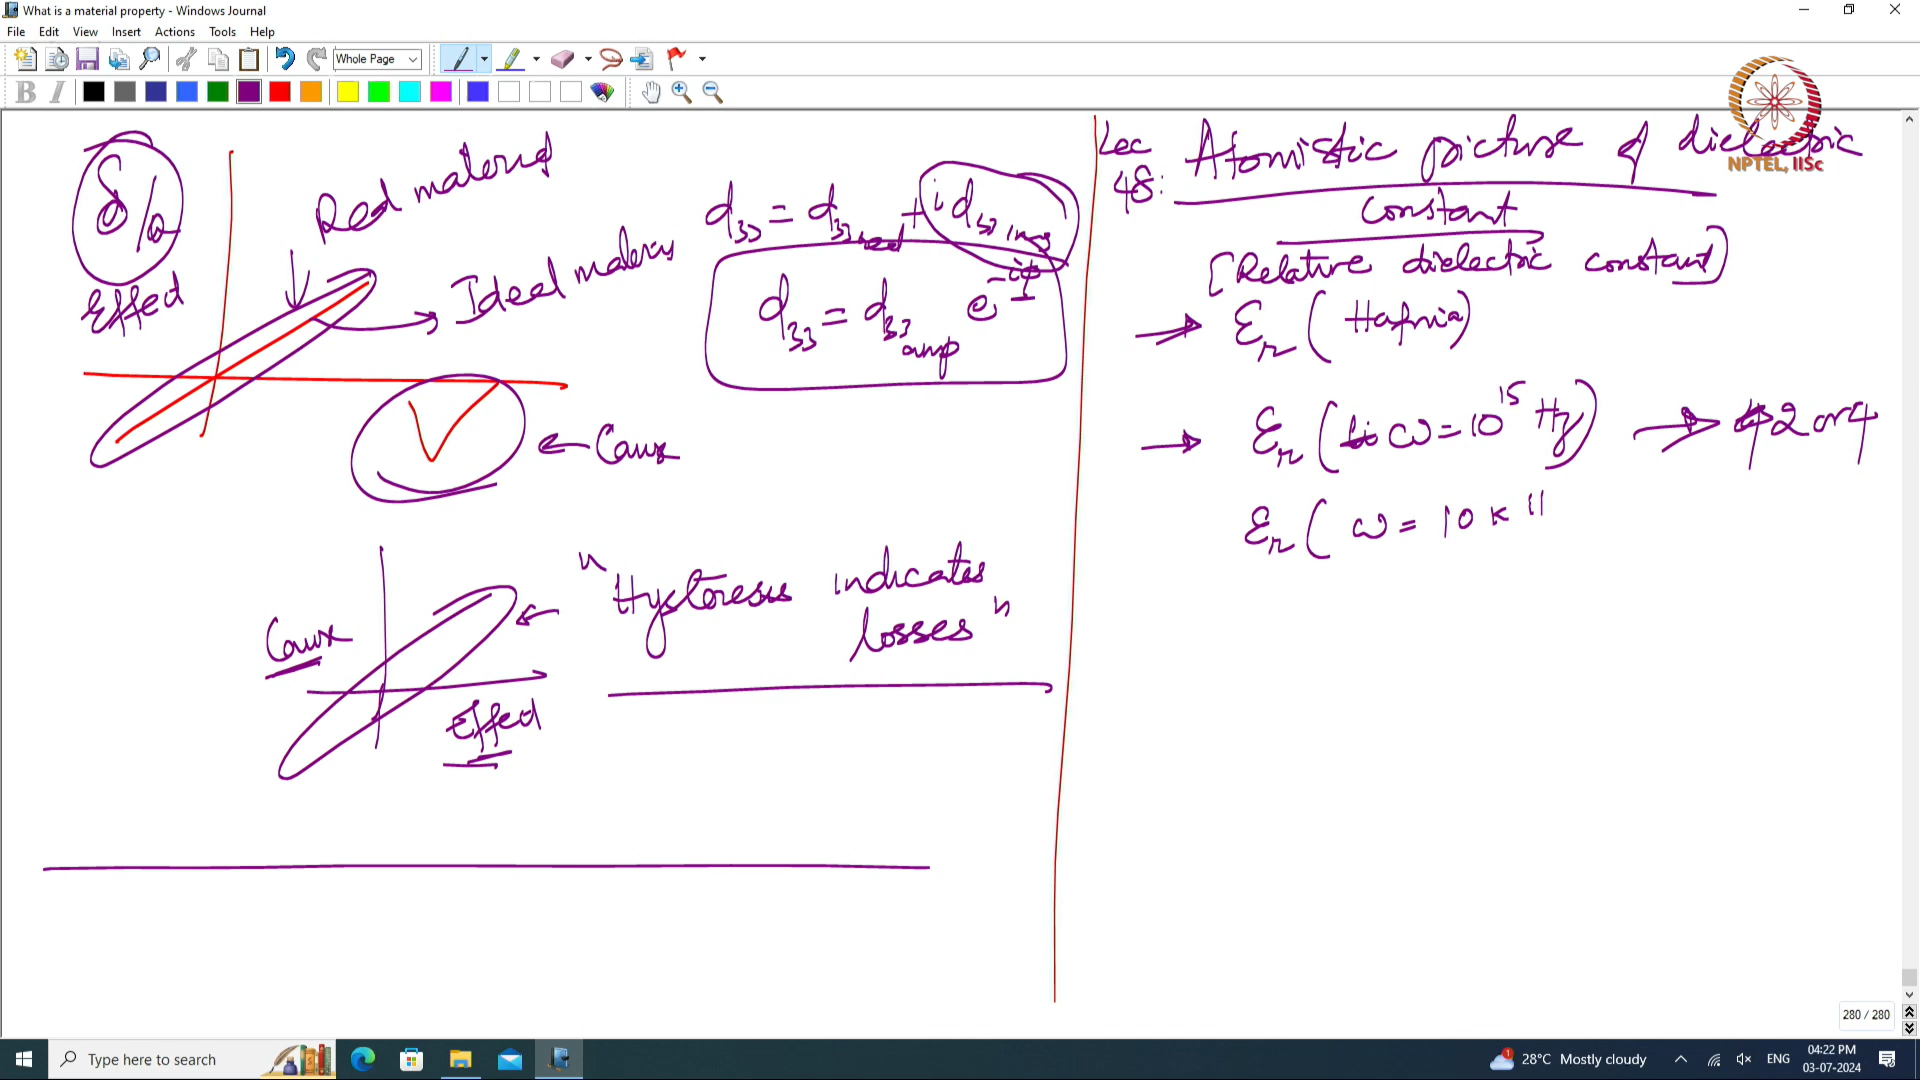 What is a material property - Windows Journal
File Edit View Insert Actions Tools Help
Whole Page
B I
NPTEL, IISc
δ/Q
Effect
Real material
Ideal material
V
← Cause
d33 = d33 real + i d33 img
d33 = d33 amp e^-iφ
Cause
Effect
"Hysteresis indicates
losses"
Lec 48: Atomistic picture of dielectric
constant
[Relative dielectric constant]
→ εr (Hafnia)
→ εr (ω = 10^15 Hz) → 2 or 4
εr ( ω = 10 k H
280 / 280
Type here to search
28°C Mostly cloudy
ENG
04:22 PM
03-07-2024